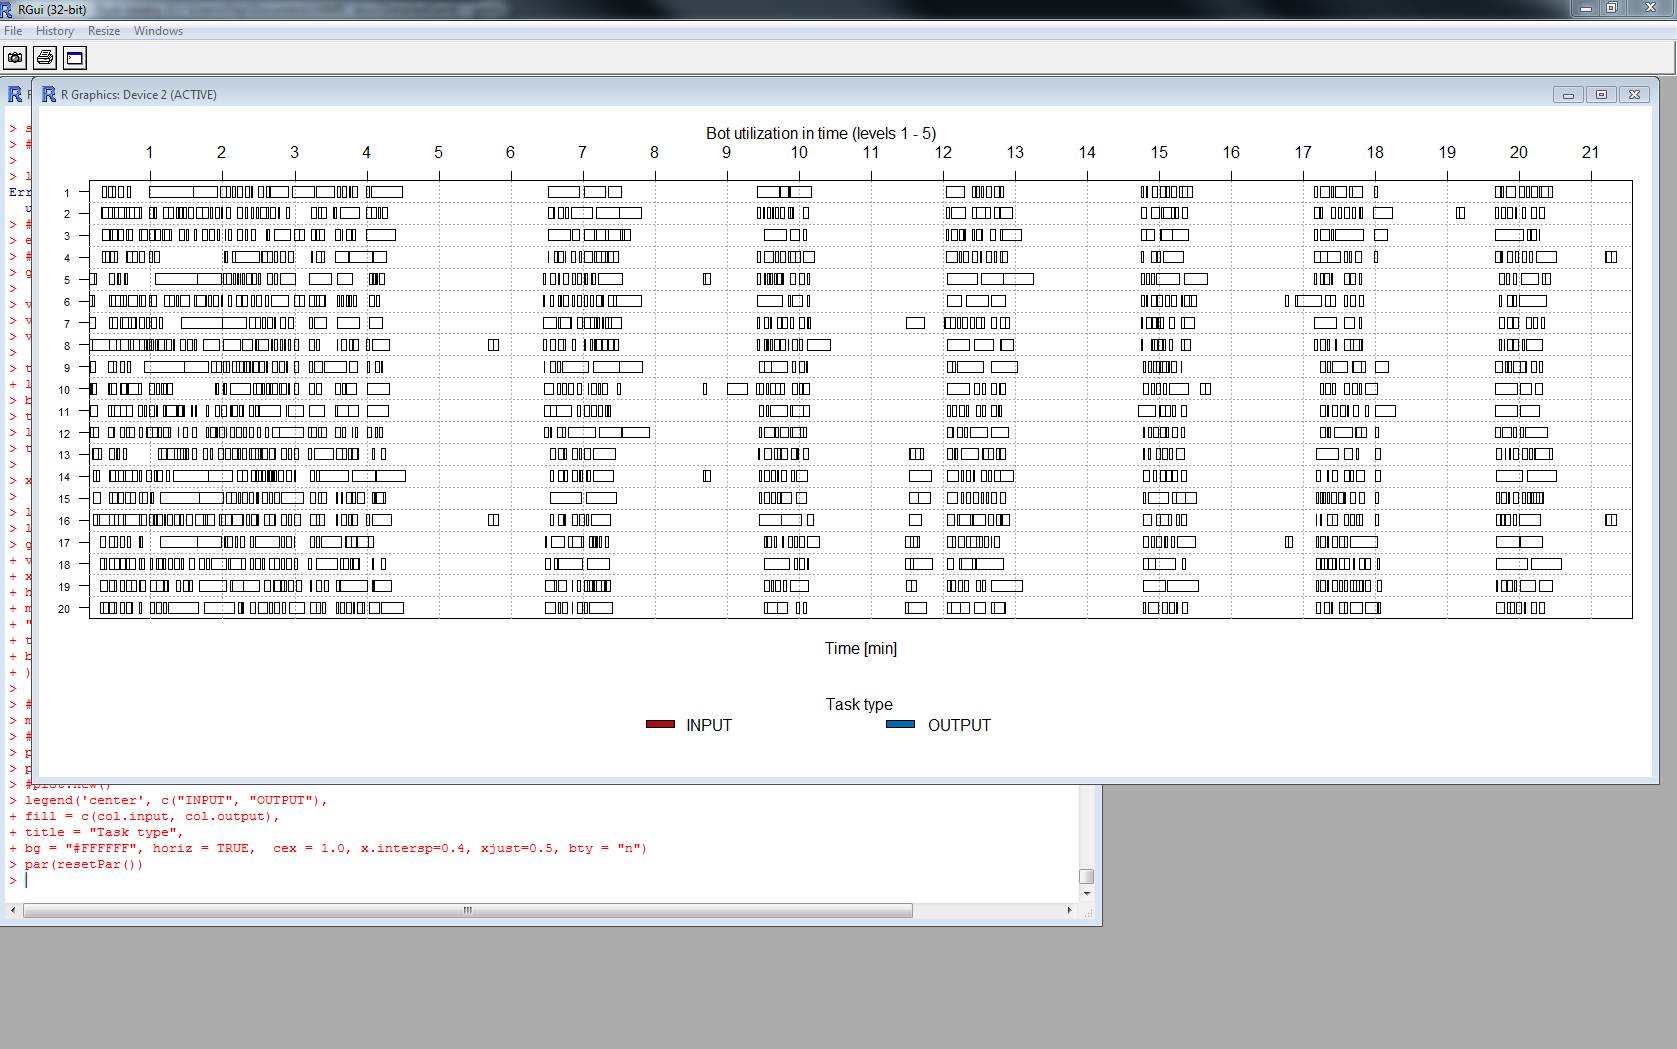 RGui (32-bit)
File History Resize Windows
R Graphics: Device 2 (ACTIVE)
Bot utilization in time (levels 1 - 5)
1 2 3 4 5 6 7 8 9 10 11 12 13 14 15 16 17 18 19 20 21
1
2
3
4
5
6
7
8
9
10
11
12
13
14
15
16
17
18
19
20
Time [min]
Task type
INPUT OUTPUT
> s
> #
>
> l
Err
u
> #
> e
> #
> g
>
> v
> v
> v
>
> t
+ l
> b
> t
> l
> t
>
> x
>
> l
> l
> g
+ v
+ x
+ h
+ m
+ "
+ t
+ b
+ )
>
> #
> m
> #
> p
> p
> #plot.new()
> legend('center', c("INPUT", "OUTPUT"),
+ fill = c(col.input, col.output),
+ title = "Task type",
+ bg = "#FFFFFF", horiz = TRUE,  cex = 1.0, x.intersp=0.4, xjust=0.5, bty = "n")
> par(resetPar())
>